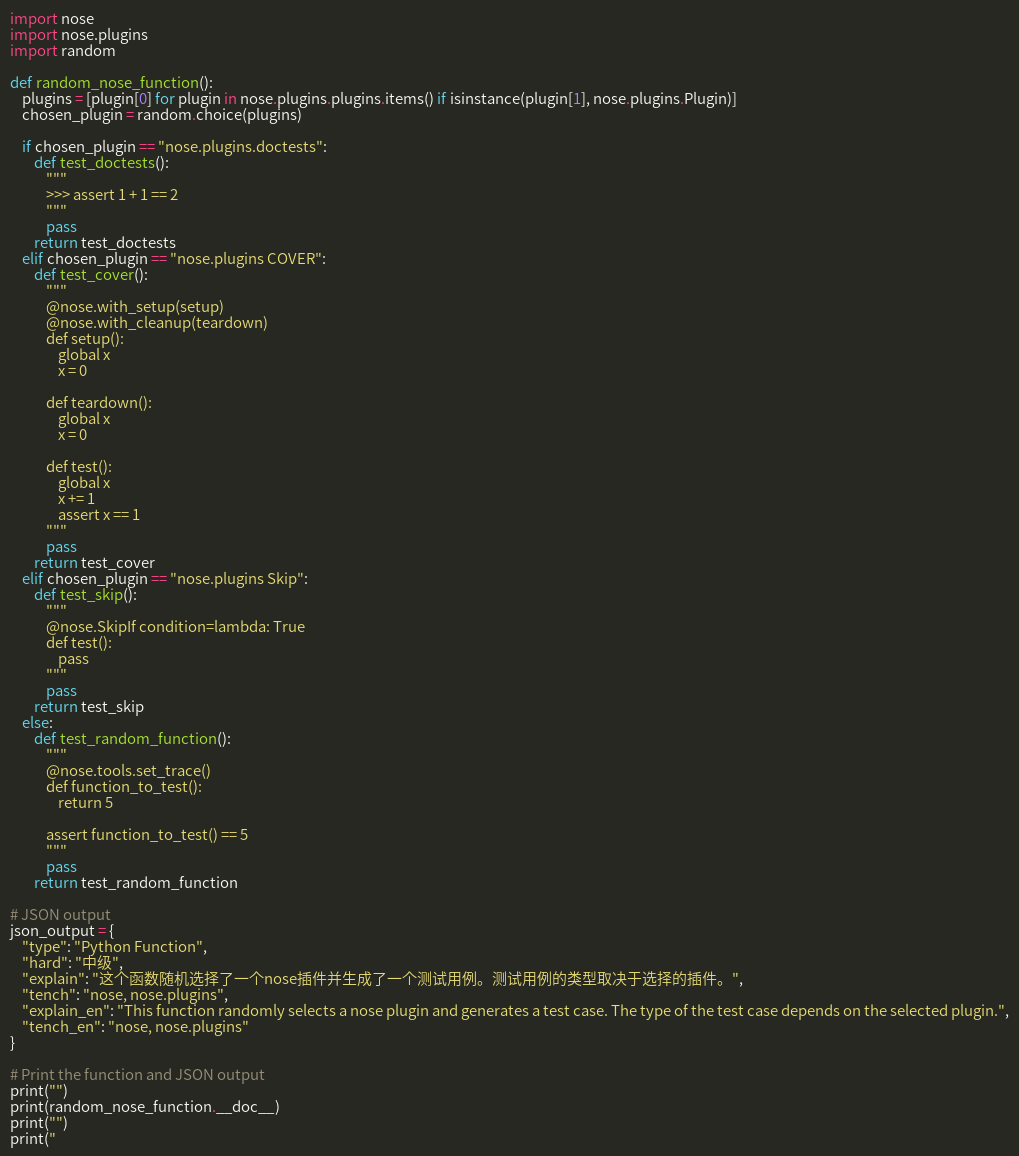 import nose
import nose.plugins
import random

def random_nose_function():
    plugins = [plugin[0] for plugin in nose.plugins.plugins.items() if isinstance(plugin[1], nose.plugins.Plugin)]
    chosen_plugin = random.choice(plugins)

    if chosen_plugin == "nose.plugins.doctests":
        def test_doctests():
            """
            >>> assert 1 + 1 == 2
            """
            pass
        return test_doctests
    elif chosen_plugin == "nose.plugins COVER":
        def test_cover():
            """
            @nose.with_setup(setup)
            @nose.with_cleanup(teardown)
            def setup():
                global x
                x = 0

            def teardown():
                global x
                x = 0

            def test():
                global x
                x += 1
                assert x == 1
            """
            pass
        return test_cover
    elif chosen_plugin == "nose.plugins Skip":
        def test_skip():
            """
            @nose.SkipIf condition=lambda: True
            def test():
                pass
            """
            pass
        return test_skip
    else:
        def test_random_function():
            """
            @nose.tools.set_trace()
            def function_to_test():
                return 5

            assert function_to_test() == 5
            """
            pass
        return test_random_function

# JSON output
json_output = {
    "type": "Python Function",
    "hard": "中级",
    "explain": "这个函数随机选择了一个nose插件并生成了一个测试用例。测试用例的类型取决于选择的插件。",
    "tench": "nose, nose.plugins",
    "explain_en": "This function randomly selects a nose plugin and generates a test case. The type of the test case depends on the selected plugin.",
    "tench_en": "nose, nose.plugins"
}

# Print the function and JSON output
print("")
print(random_nose_function.__doc__)
print("")
print("